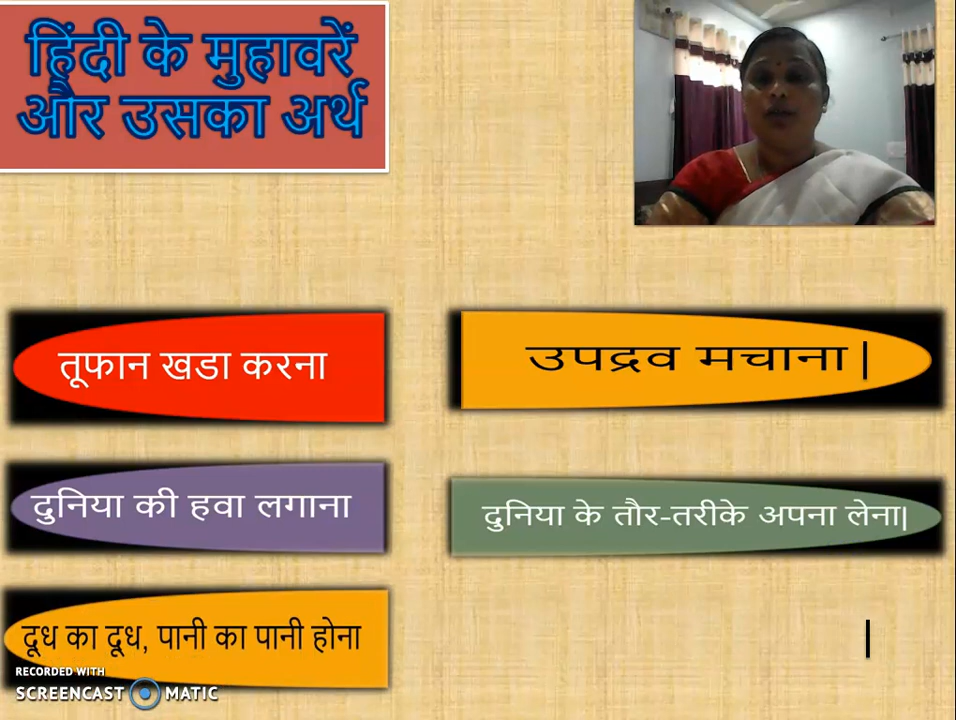 हिंदी के मुहावरें
और उसका अर्थ
तूफान खडा करना
उपद्रव मचाना |
दुनिया की हवा लगाना
दुनिया के तौर-तरीके अपना लेना|
दूध का दूध, पानी का पानी होना
|
RECORDED WITH
SCREENCAST MATIC